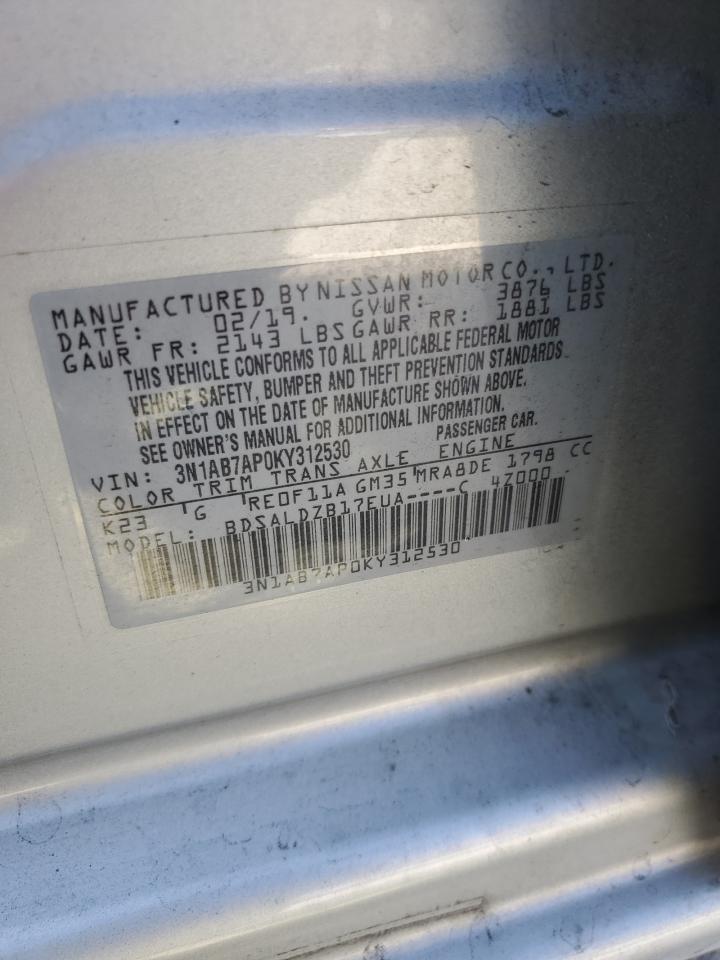 MANUFACTURED BY NISSAN MOTOR CO., LTD.
DATE: 02/19. GVWR: 3876 LBS
GAWR FR: 2143 LBS GAWR RR: 1881 LBS
THIS VEHICLE CONFORMS TO ALL APPLICABLE FEDERAL MOTOR
VEHICLE SAFETY, BUMPER AND THEFT PREVENTION STANDARDS
IN EFFECT ON THE DATE OF MANUFACTURE SHOWN ABOVE.
SEE OWNER'S MANUAL FOR ADDITIONAL INFORMATION.
VIN: 3N1AB7AP0KY312530 PASSENGER CAR.
COLOR TRIM TRANS AXLE ENGINE
K23 G RE0F11A GM35 MRA8DE 1798 CC
MODEL: BDSALDZB17EUA----C 4Z000
3N1AB7AP0KY312530